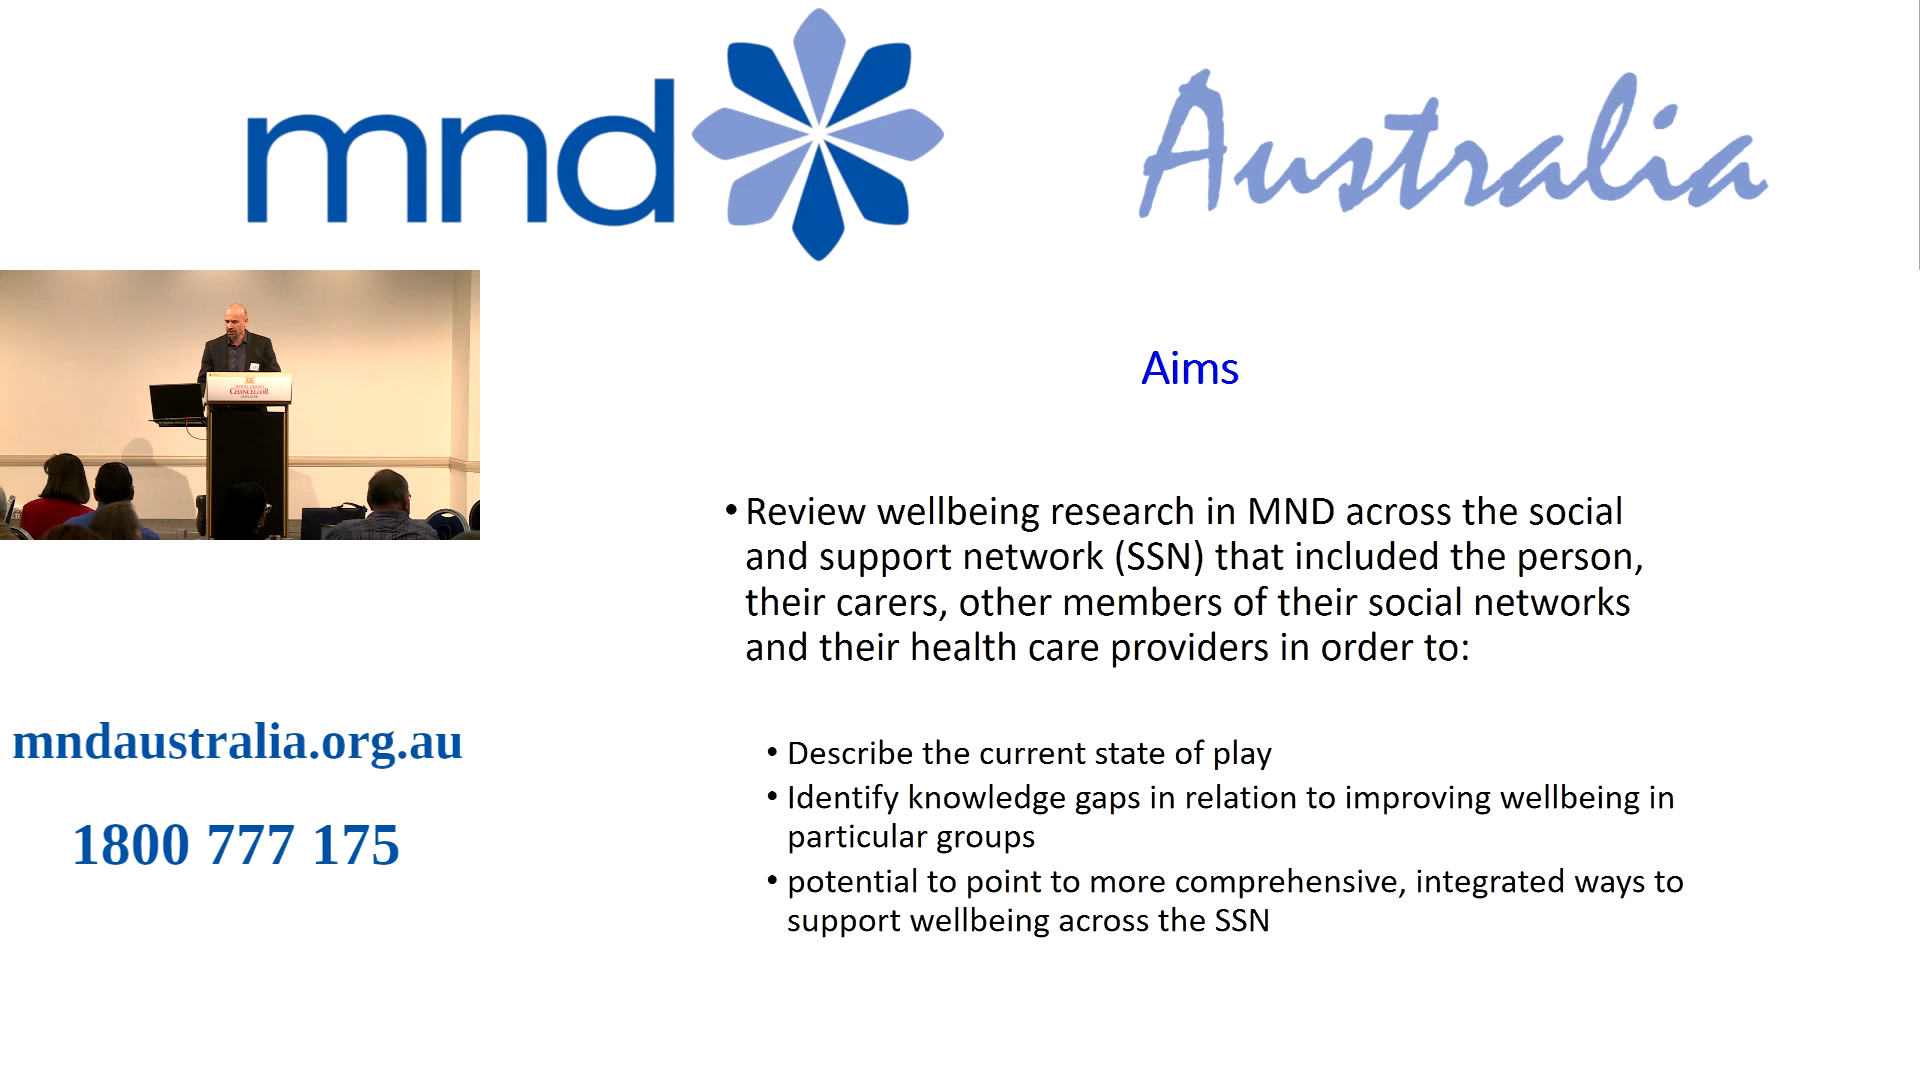 mnd Australia
CHANCELLOR
Aims
• Review wellbeing research in MND across the social
and support network (SSN) that included the person,
their carers, other members of their social networks
and their health care providers in order to:
• Describe the current state of play
• Identify knowledge gaps in relation to improving wellbeing in
particular groups
• potential to point to more comprehensive, integrated ways to
support wellbeing across the SSN
mndaustralia.org.au
1800 777 175